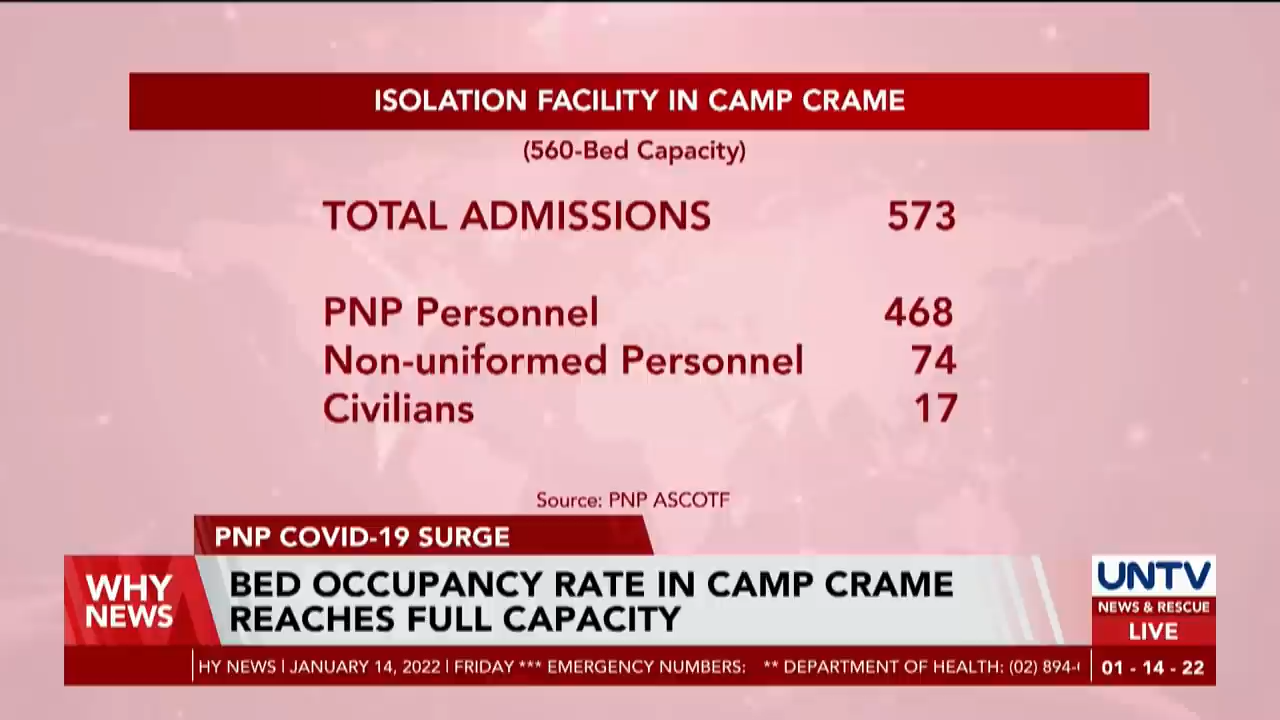 ISOLATION FACILITY IN CAMP CRAME
(560-Bed Capacity)
TOTAL ADMISSIONS 573
PNP Personnel 468
Non-uniformed Personnel 74
Civilians 17
Source: PNP ASCOTF
PNP COVID-19 SURGE
WHY NEWS
BED OCCUPANCY RATE IN CAMP CRAME
REACHES FULL CAPACITY
UNTV
NEWS & RESCUE
LIVE
HY NEWS | JANUARY 14, 2022 | FRIDAY *** EMERGENCY NUMBERS: ** DEPARTMENT OF HEALTH: (02) 894-
01 - 14 - 22